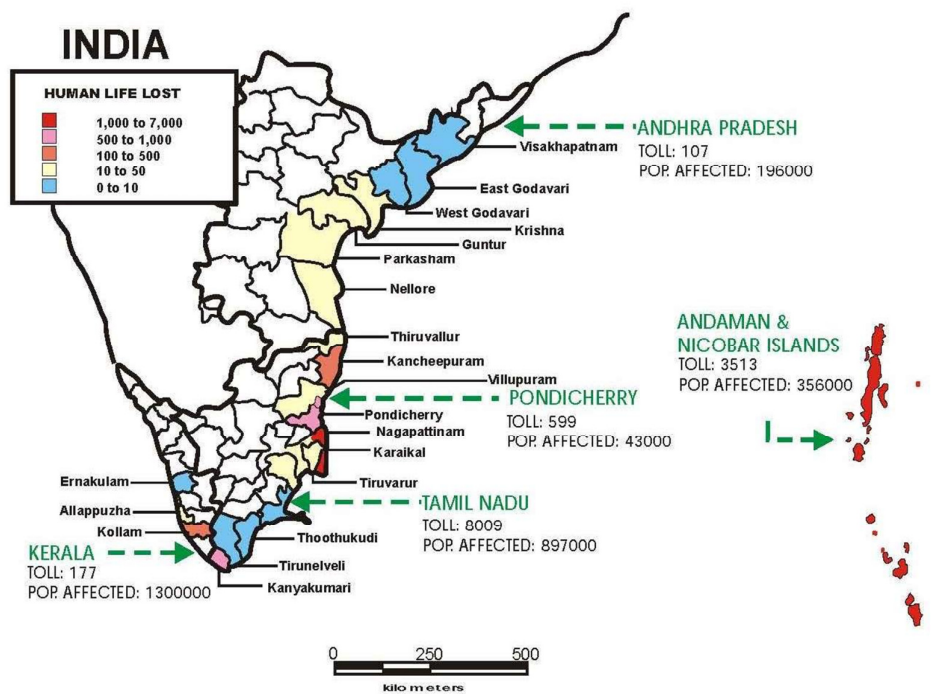 INDIA
HUMAN LIFE LOST
1,000 to 7,000
500 to 1,000
100 to 500
10 to 50
0 to 10
ANDHRA PRADESH
TOLL: 107
POP. AFFECTED: 196000
Visakhapatnam
East Godavari
West Godavari
Krishna
Guntur
Parkasham
Nellore
Thiruvallur
Kancheepuram
Villupuram
PONDICHERRY
TOLL: 599
POP. AFFECTED: 43000
Pondicherry
Nagapattinam
Karaikal
Tiruvarur
ANDAMAN &
NICOBAR ISLANDS
TOLL: 3513
POP. AFFECTED: 356000
TAMIL NADU
TOLL: 8009
POP. AFFECTED: 897000
Ernakulam
Allappuzha
Kollam
KERALA
TOLL: 177
POP. AFFECTED: 1300000
Thoothukudi
Tirunelveli
Kanyakumari
0 250 500
kilometers